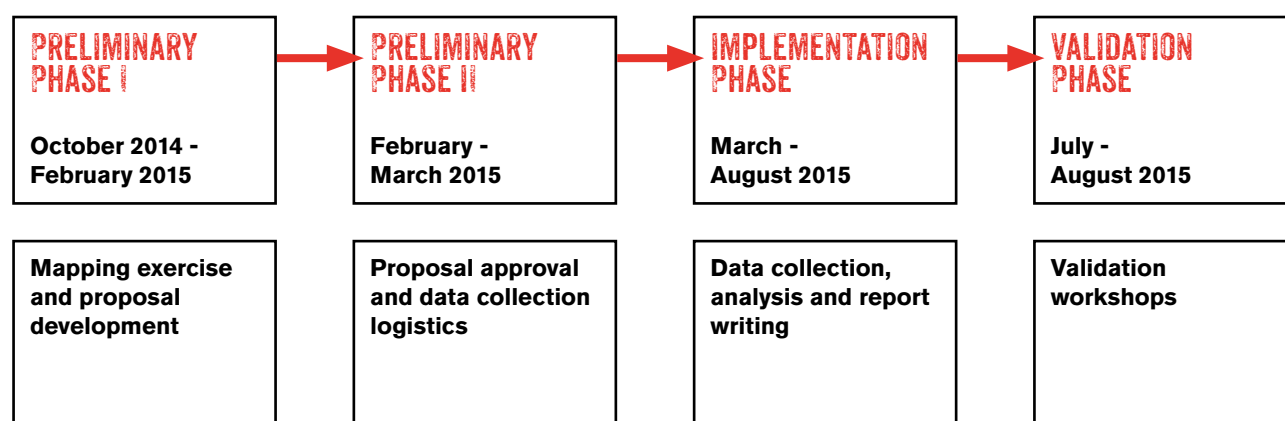 PRELIMINARY
PHASE I
October 2014 -
February 2015
PRELIMINARY
PHASE II
February -
March 2015
IMPLEMENTATION
PHASE
March -
August 2015
VALIDATION
PHASE
July -
August 2015
Mapping exercise
and proposal
development
Proposal approval
and data collection
logistics
Data collection,
analysis and report
writing
Validation
workshops